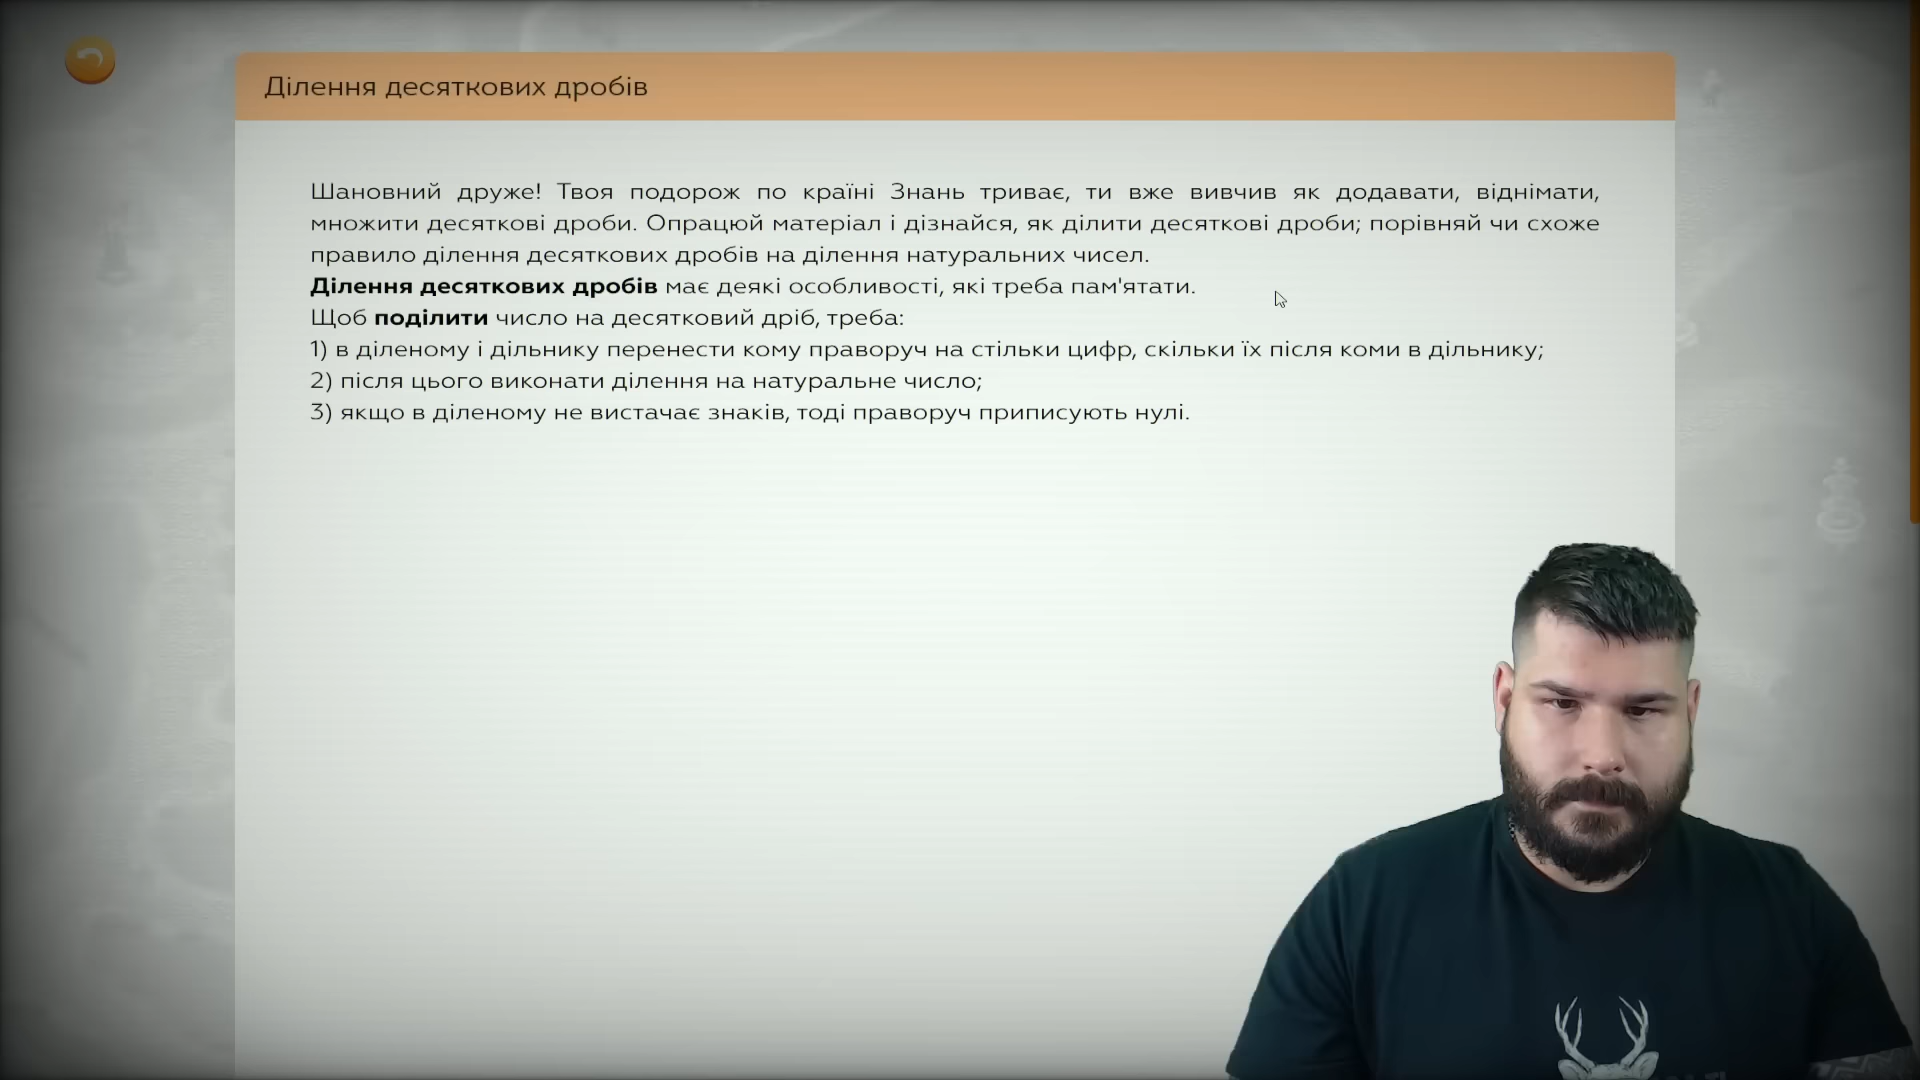 Ділення десяткових дробів
Шановний друже! Твоя подорож по країні Знань триває, ти вже вивчив як додавати, віднімати,
множити десяткові дроби. Опрацюй матеріал і дізнайся, як ділити десяткові дроби; порівняй чи схоже
правило ділення десяткових дробів на ділення натуральних чисел.
Ділення десяткових дробів має деякі особливості, які треба пам'ятати.
Щоб поділити число на десятковий дріб, треба:
1) в діленому і дільнику перенести кому праворуч на стільки цифр, скільки їх після коми в дільнику;
2) після цього виконати ділення на натуральне число;
3) якщо в діленому не вистачає знаків, тоді праворуч приписують нулі.